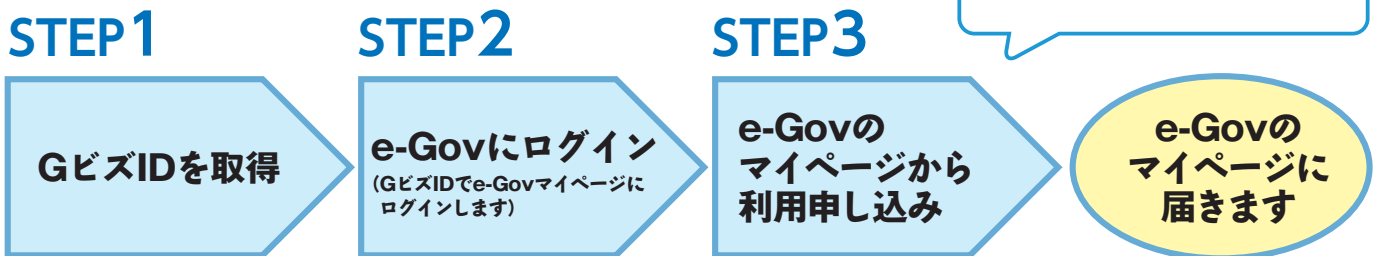 STEP1
GビズIDを取得
STEP2
e-Govにログイン
(GビズIDでe-Govマイページに
ログインします)
STEP3
e-Govの
マイページから
利用申し込み
e-Govの
マイページに
届きます